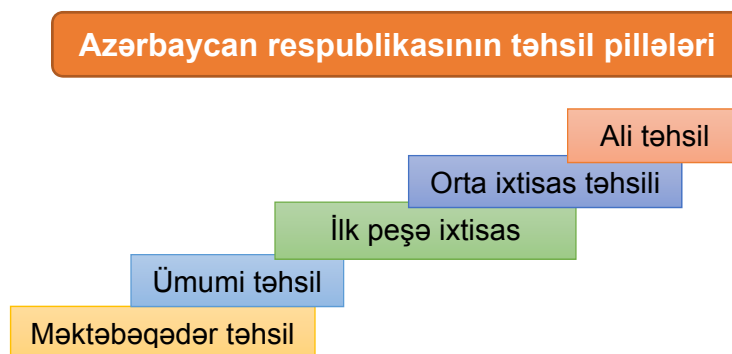 Azərbaycan respublikasının təhsil pillələri
Ali təhsil
Orta ixtisas təhsili
İlk peşə ixtisas
Ümumi təhsil
Məktəbəqədər təhsil